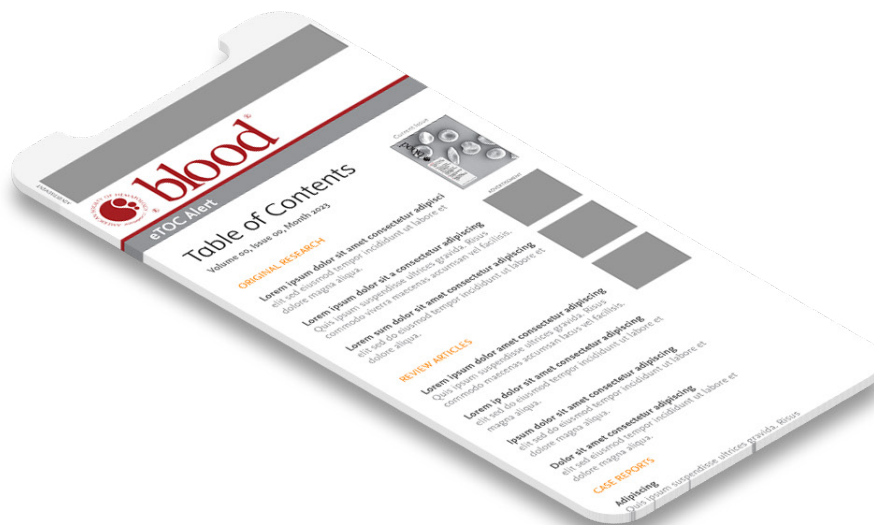 ADVERTISEMENT
blood®
eTOC Alert
Table of Contents
Volume 00, Issue 00, Month 2023
Current Issue
blood
advertisement
ORIGINAL RESEARCH
Lorem ipsum dolor sit amet consectetur adipisci
elit sed eiusmod tempor incididunt ut labore et
dolore magna aliqua.
Lorem ipsum dolor sit a consectetur adipiscing
Quis ipsum suspendisse ultrices gravida. Risus
commodo viverra maecenas accumsan vel facilisis.
Lorem sum dolor sit amet consectetur adipiscing
elit sed do eiusmod tempor incididunt ut labore et
dolore aliqua.
REVIEW ARTICLES
Lorem ipsum dolor amet consectetur adipiscing
Quis ipsum suspendisse ultrices gravida. Risus
commodo maecenas accumsan lacus vel facilisis.
Lorem ip dolor sit amet consectetur adipiscing
elit sed do eiusmod tempor incididunt ut labore et
magna aliqua.
Ipsum dolor sit amet consectetur adipiscing
elit sed do eiusmod tempor incididunt ut labore et
dolore magna aliqua.
Dolor sit amet consectetur adipiscing
elit sed do eiusmod tempor incididunt ut labore et
dolore magna aliqua.
CASE REPORTS
Adipiscing
Quis ipsum suspendisse ultrices gravida. Risus